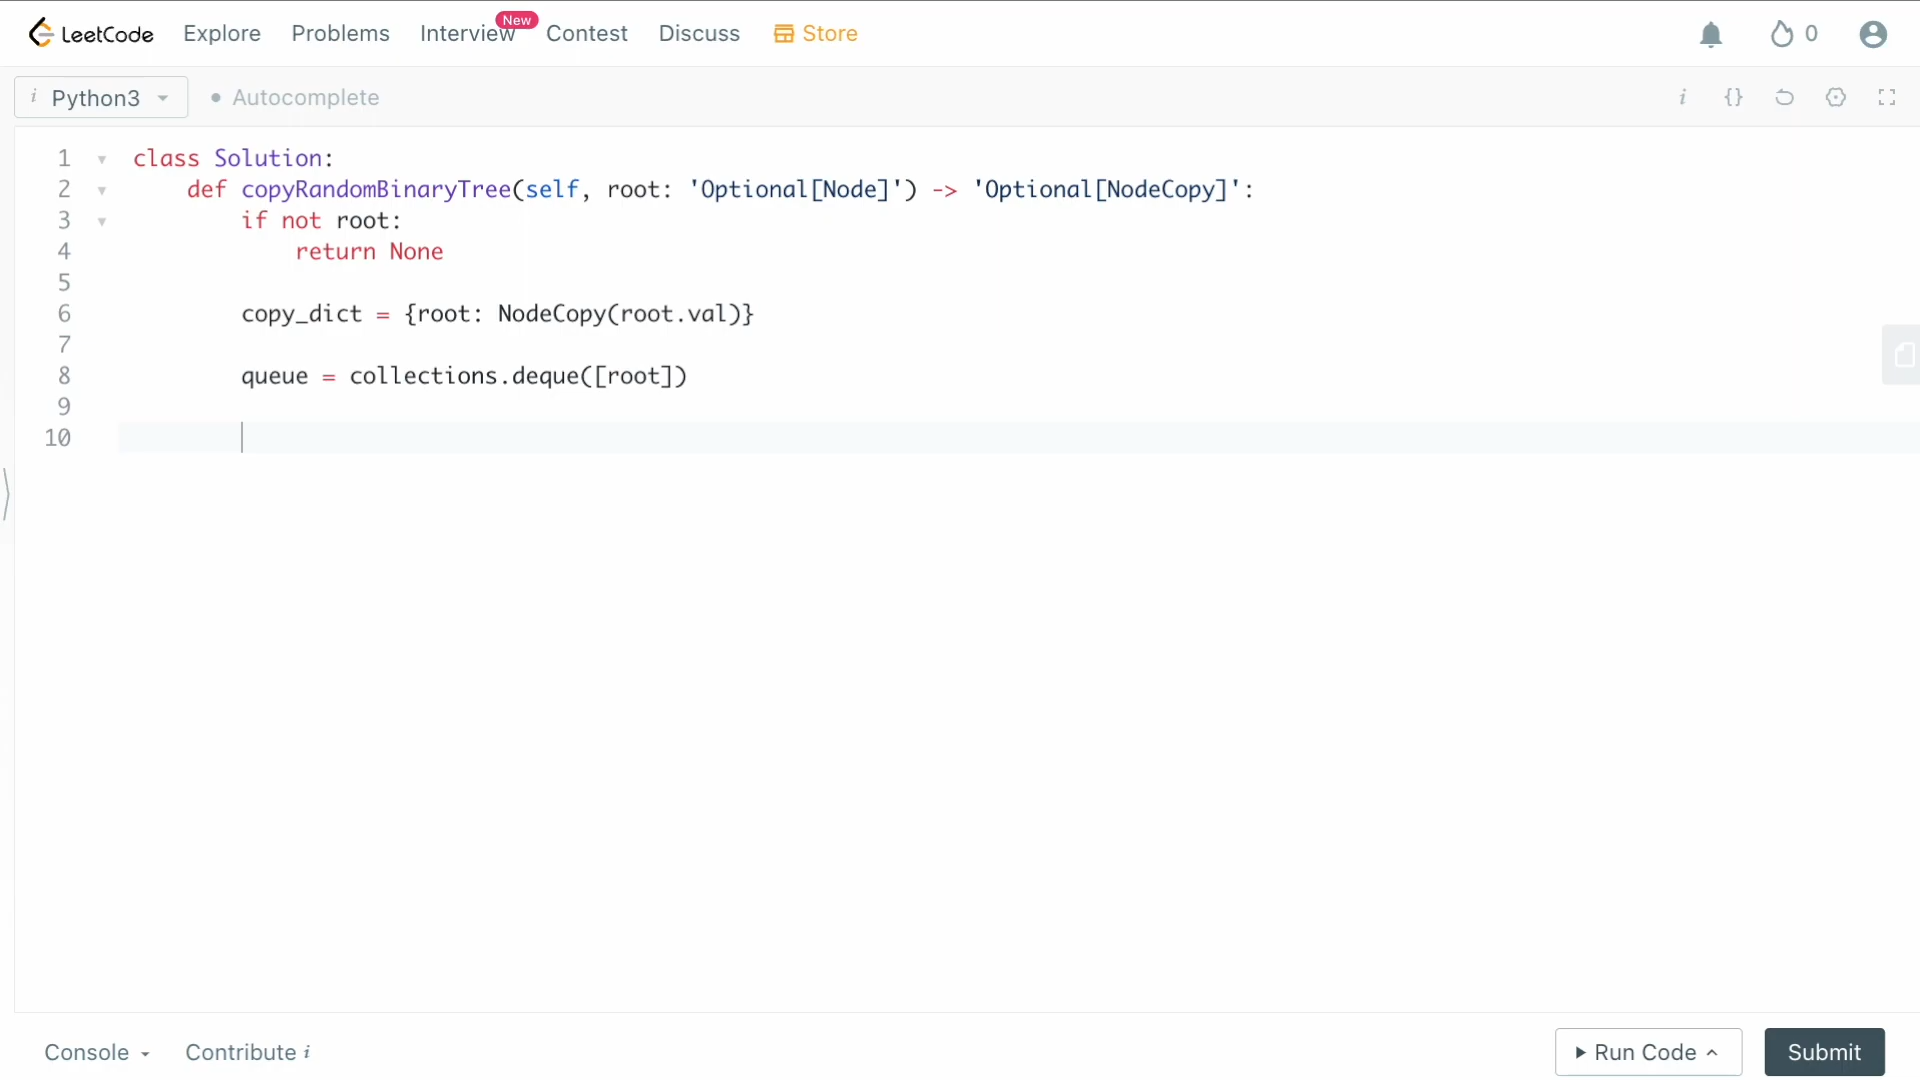 LeetCode Explore Problems Interview New Contest Discuss Store 0
i Python3 Autocomplete i {}
1 class Solution:
2 def copyRandomBinaryTree(self, root: 'Optional[Node]') -> 'Optional[NodeCopy]':
3 if not root:
4 return None
5
6 copy_dict = {root: NodeCopy(root.val)}
7
8 queue = collections.deque([root])
9
10
Console Contribute i Run Code Submit